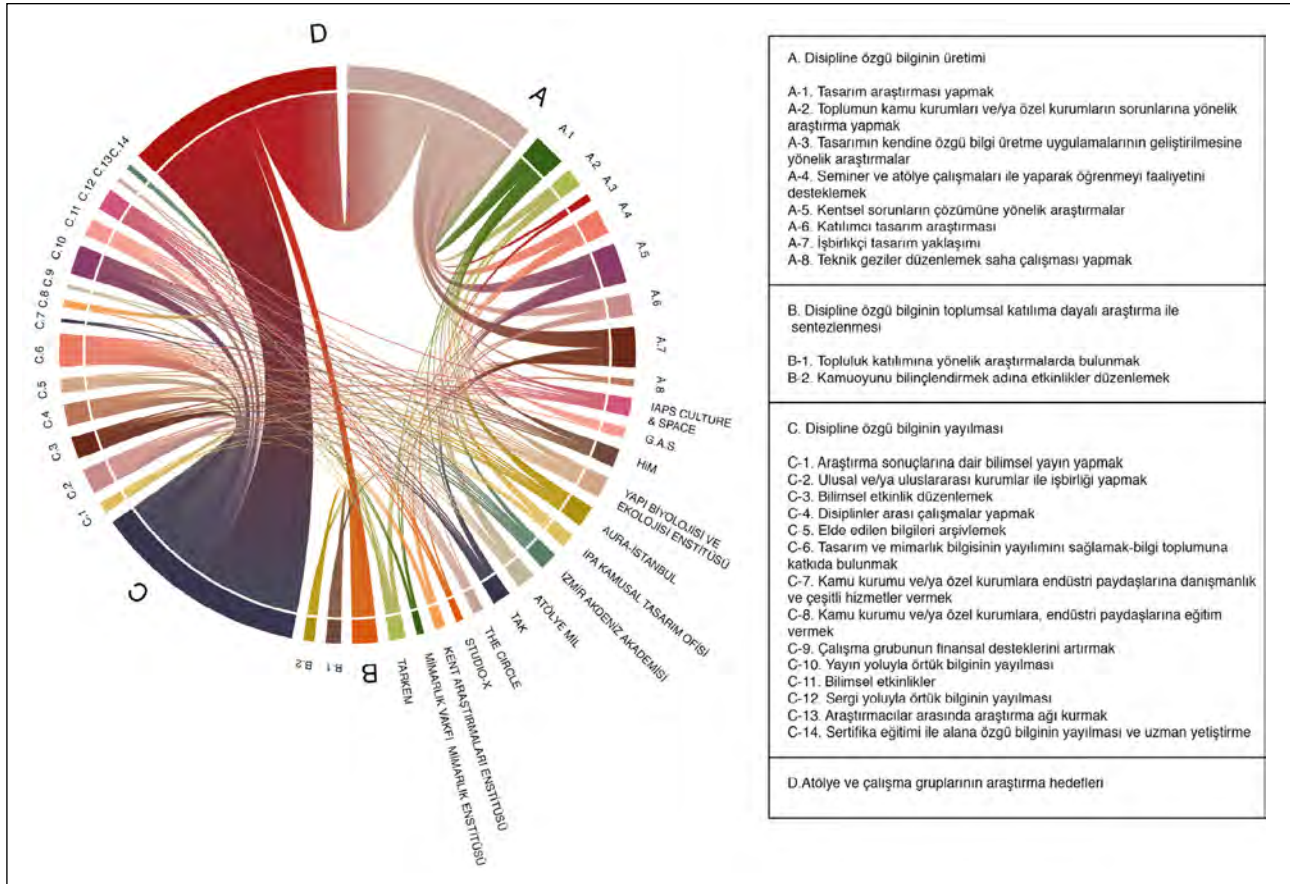 D
A
A.1
A.2
A.3
A.4
A.5
A.6
A.7
A.8
IAPS CULTURE
& SPACE
G.A.S.
HiM
YAPI BİYOLOJİSİ VE
EKOLOJİSİ ENSTİTÜSÜ
AURA-İSTANBUL
IPA KAMUSAL TASARIM OFİSİ
İZMİR AKDENİZ AKADEMİSİ
ATÖLYE MİL
TAK
THE CIRCLE
STUDIO-X
KENT ARAŞTIRMALARI ENSTİTÜSÜ
MİMARLIK VAKFI MİMARLIK ENSTİTÜSÜ
TARKEM
B
B.1
B.2
C
C.1
C.2
C.3
C.4
C.5
C.6
C.7
C.8
C.9
C.10
C.11
C.12
C.13
C.14
A. Disipline özgü bilginin üretimi
A-1. Tasarım araştırması yapmak
A-2. Toplumun kamu kurumları ve/ya özel kurumların sorunlarına yönelik
araştırma yapmak
A-3. Tasarımın kendine özgü bilgi üretme uygulamalarının geliştirilmesine
yönelik araştırmalar
A-4. Seminer ve atölye çalışmaları ile yaparak öğrenmeyi faaliyetini
desteklemek
A-5. Kentsel sorunların çözümüne yönelik araştırmalar
A-6. Katılımcı tasarım araştırması
A-7. İşbirlikçi tasarım yaklaşımı
A-8. Teknik geziler düzenlemek saha çalışması yapmak
B. Disipline özgü bilginin toplumsal katılıma dayalı araştırma ile
sentezlenmesi
B-1. Topluluk katılımına yönelik araştırmalarda bulunmak
B-2. Kamuoyunu bilinçlendirmek adına etkinlikler düzenlemek
C. Disipline özgü bilginin yayılması
C-1. Araştırma sonuçlarına dair bilimsel yayın yapmak
C-2. Ulusal ve/ya uluslararası kurumlar ile işbirliği yapmak
C-3. Bilimsel etkinlik düzenlemek
C-4. Disiplinler arası çalışmalar yapmak
C-5. Elde edilen bilgileri arşivlemek
C-6. Tasarım ve mimarlık bilgisinin yayılımını sağlamak-bilgi toplumuna
katkıda bulunmak
C-7. Kamu kurumu ve/ya özel kurumlara endüstri paydaşlarına danışmanlık
ve çeşitli hizmetler vermek
C-8. Kamu kurumu ve/ya özel kurumlara, endüstri paydaşlarına eğitim
vermek
C-9. Çalışma grubunun finansal desteklerini artırmak
C-10. Yayın yoluyla örtük bilginin yayılması
C-11. Bilimsel etkinlikler
C-12. Sergi yoluyla örtük bilginin yayılması
C-13. Araştırmacılar arasında araştırma ağı kurmak
C-14. Sertifika eğitimi ile alana özgü bilginin yayılması ve uzman yetiştirme
D.Atölye ve çalışma gruplarının araştırma hedefleri